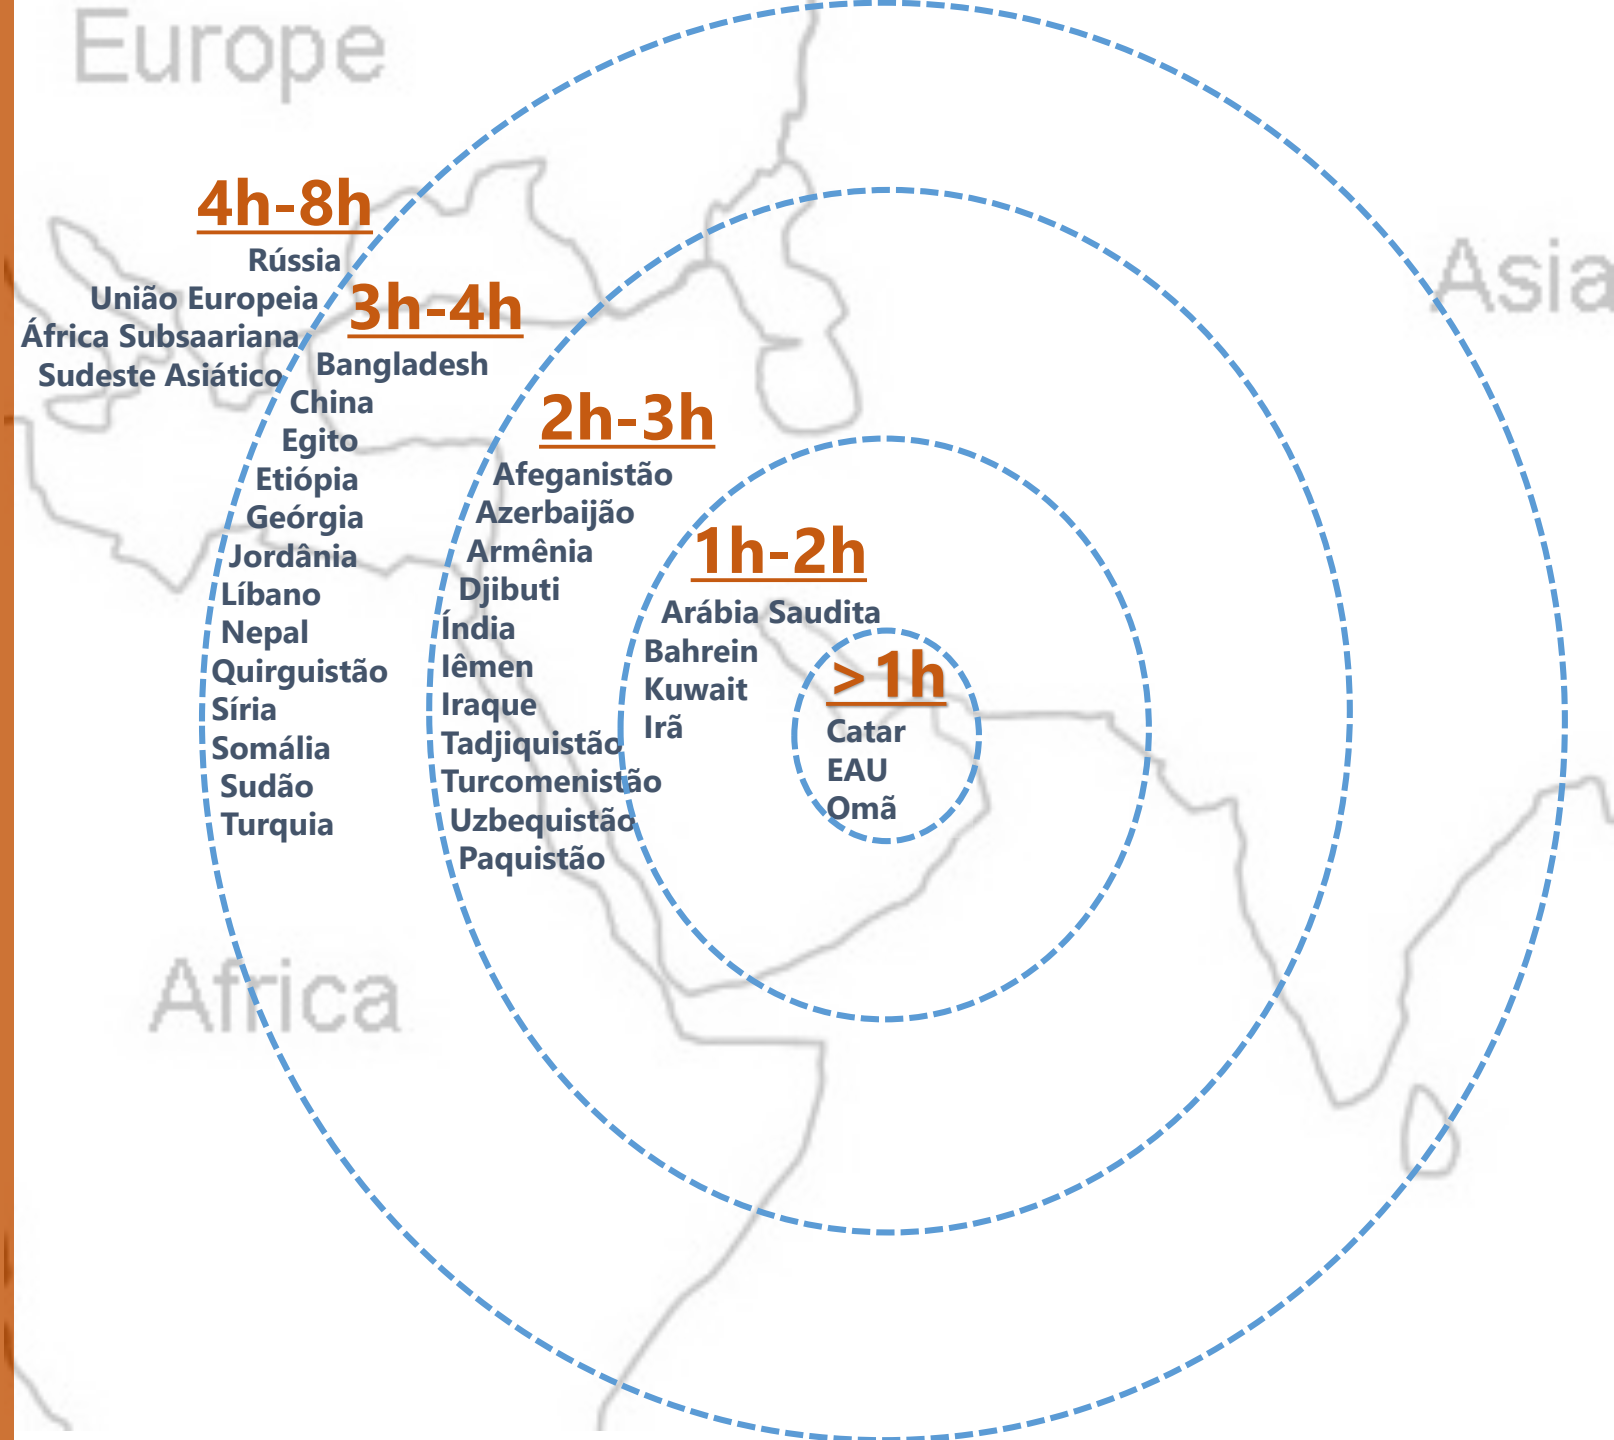 Europe
Asia
Africa
4h-8h
Rússia
União Europeia
África Subsaariana
Sudeste Asiático
3h-4h
Bangladesh
China
Egito
Etiópia
Geórgia
Jordânia
Líbano
Nepal
Quirguistão
Síria
Somália
Sudão
Turquia
2h-3h
Afeganistão
Azerbaijão
Armênia
Djibuti
Índia
Iêmen
Iraque
Tadjiquistão
Turcomenistão
Uzbequistão
Paquistão
1h-2h
Arábia Saudita
Bahrein
Kuwait
Irã
>1h
Catar
EAU
Omã